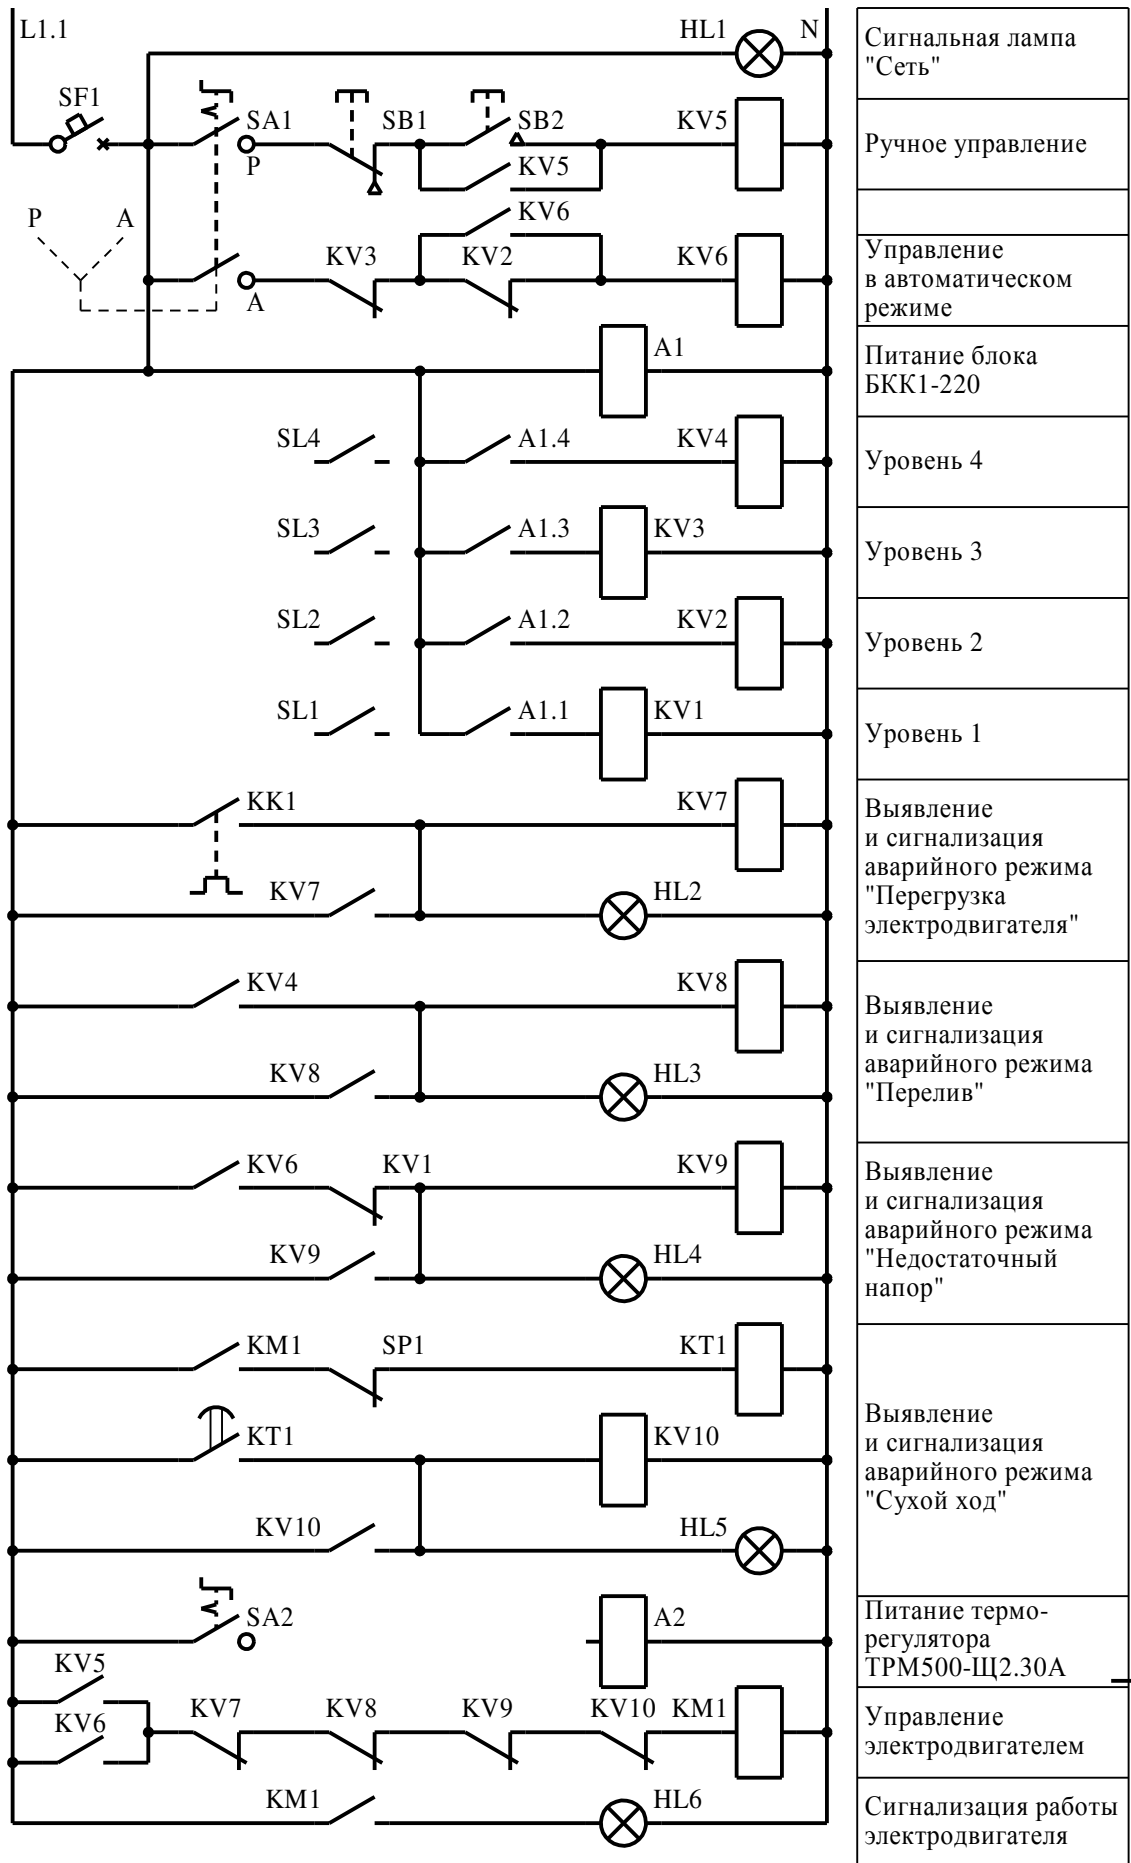 L1.1
HL1
N
Сигнальная лампа
"Сеть"
SF1
SA1
SB1
SB2
KV5
P
KV5
Ручное управление
P
A
KV6
KV3
KV2
KV6
A
Управление
в автоматическом
режиме
A1
Питание блока
БКК1-220
SL4
A1.4
KV4
Уровень 4
SL3
A1.3
KV3
Уровень 3
SL2
A1.2
KV2
Уровень 2
SL1
A1.1
KV1
Уровень 1
KK1
KV7
KV7
HL2
Выявление
и сигнализация
аварийного режима
"Перегрузка
электродвигателя"
KV4
KV8
KV8
HL3
Выявление
и сигнализация
аварийного режима
"Перелив"
KV6
KV1
KV9
KV9
HL4
Выявление
и сигнализация
аварийного режима
"Недостаточный
напор"
KM1
SP1
KT1
KT1
KV10
KV10
HL5
Выявление
и сигнализация
аварийного режима
"Сухой ход"
SA2
A2
Питание термо-
регулятора
ТРМ500-Щ2.30А
KV5
KV6
KV7
KV8
KV9
KV10
KM1
Управление
электродвигателем
KM1
HL6
Сигнализация работы
электродвигателя